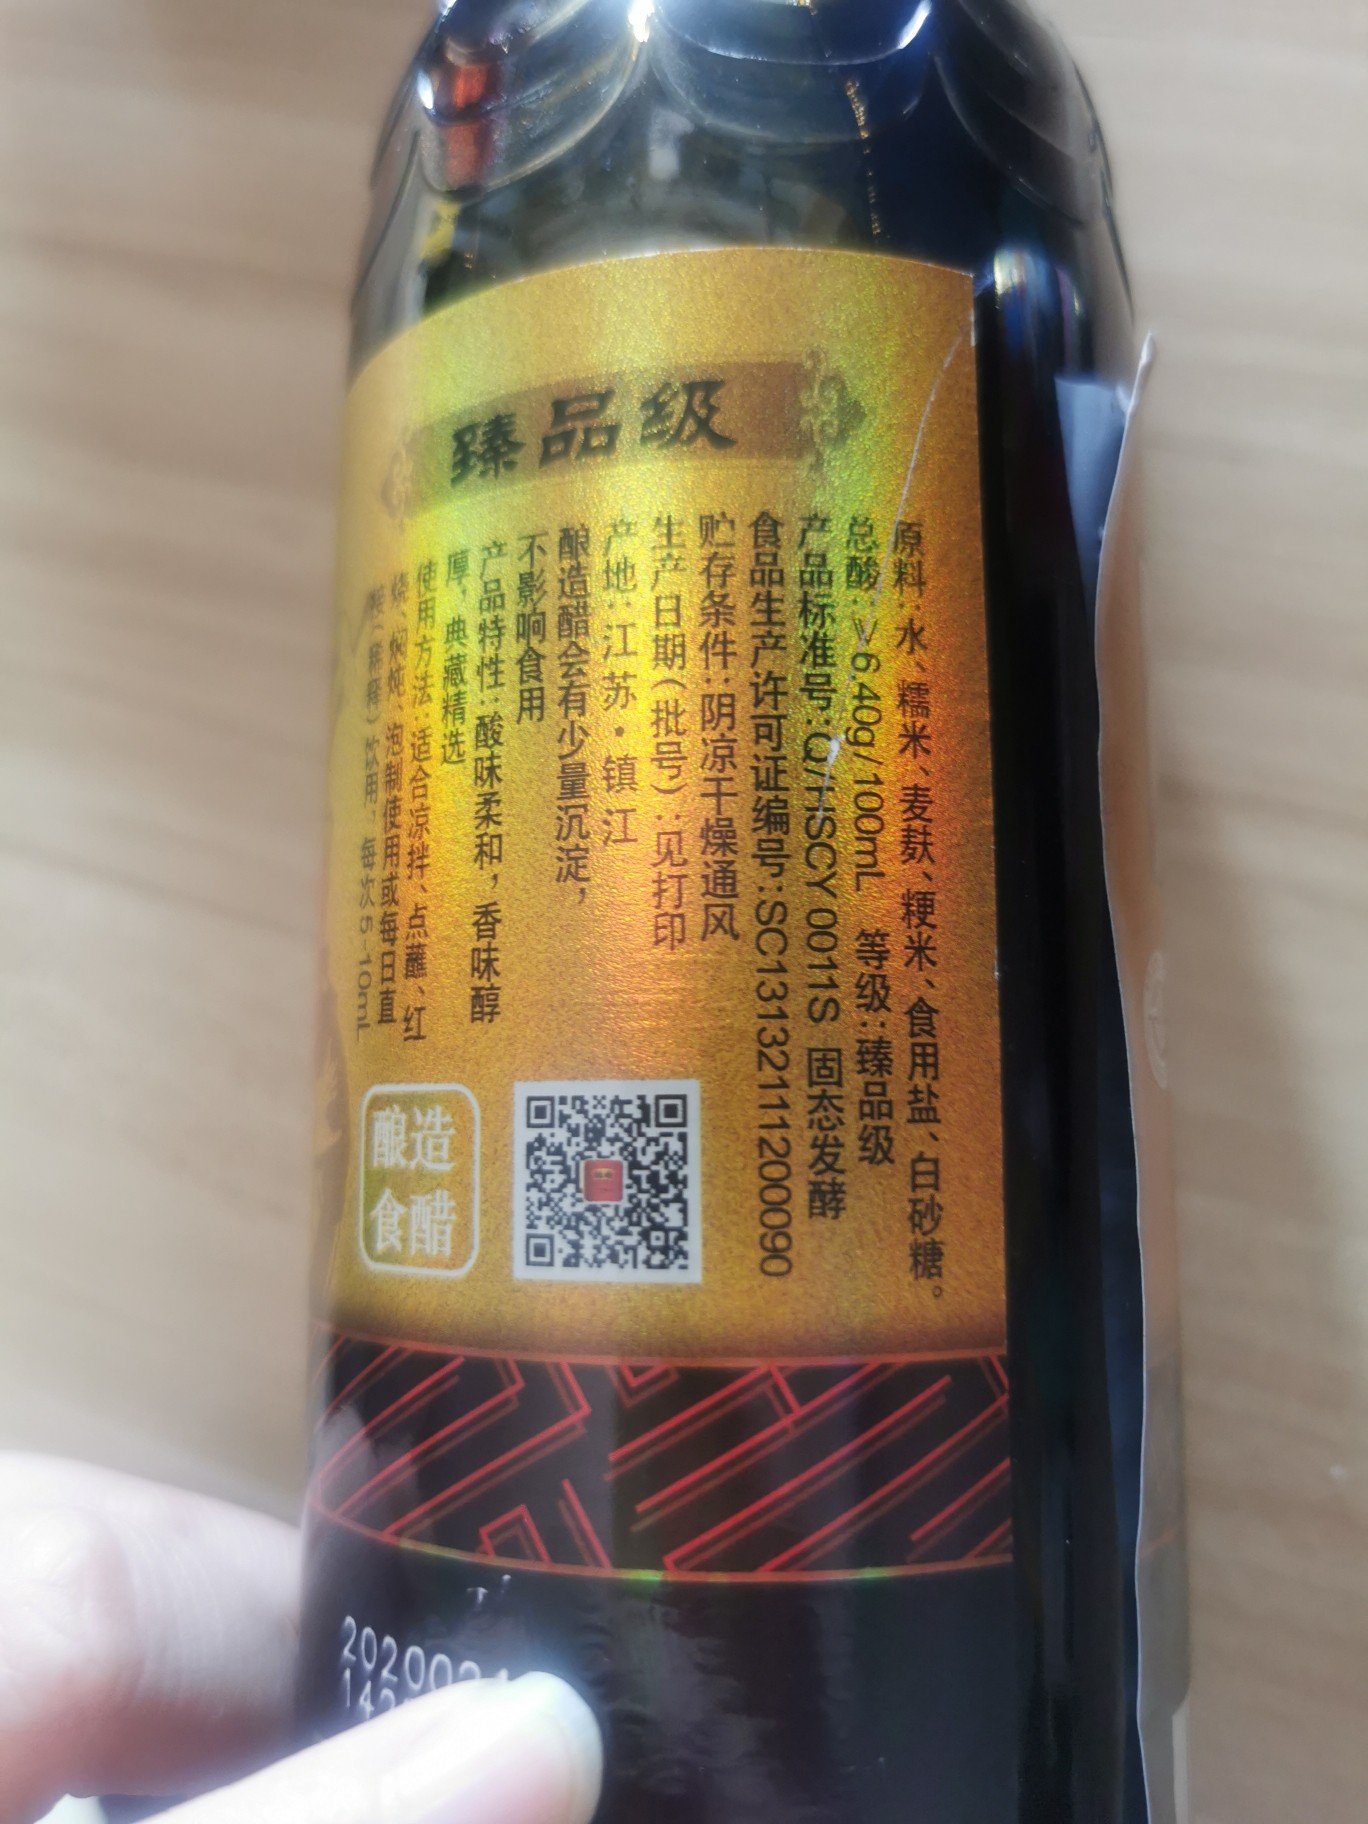 臻品级
原料:水、糯米、麦麸、粳米、食用盐、白砂糖。
总酸:≥6.40g/100mL 等级:臻品级
产品标准号:Q/HSCY 0011S 固态发酵
食品生产许可证编号:SC13132111200090
贮存条件:阴凉干燥通风
生产日期(批号):见打印
产地:江苏·镇江
酿造醋会有少量沉淀,
不影响食用
产品特性:酸味柔和,香味醇
厚,典藏精选
使用方法:适合凉拌、点蘸、红
烧、焖炖、泡制使用或每日直
接(稀释)饮用,每次5-10mL
酿造
食醋